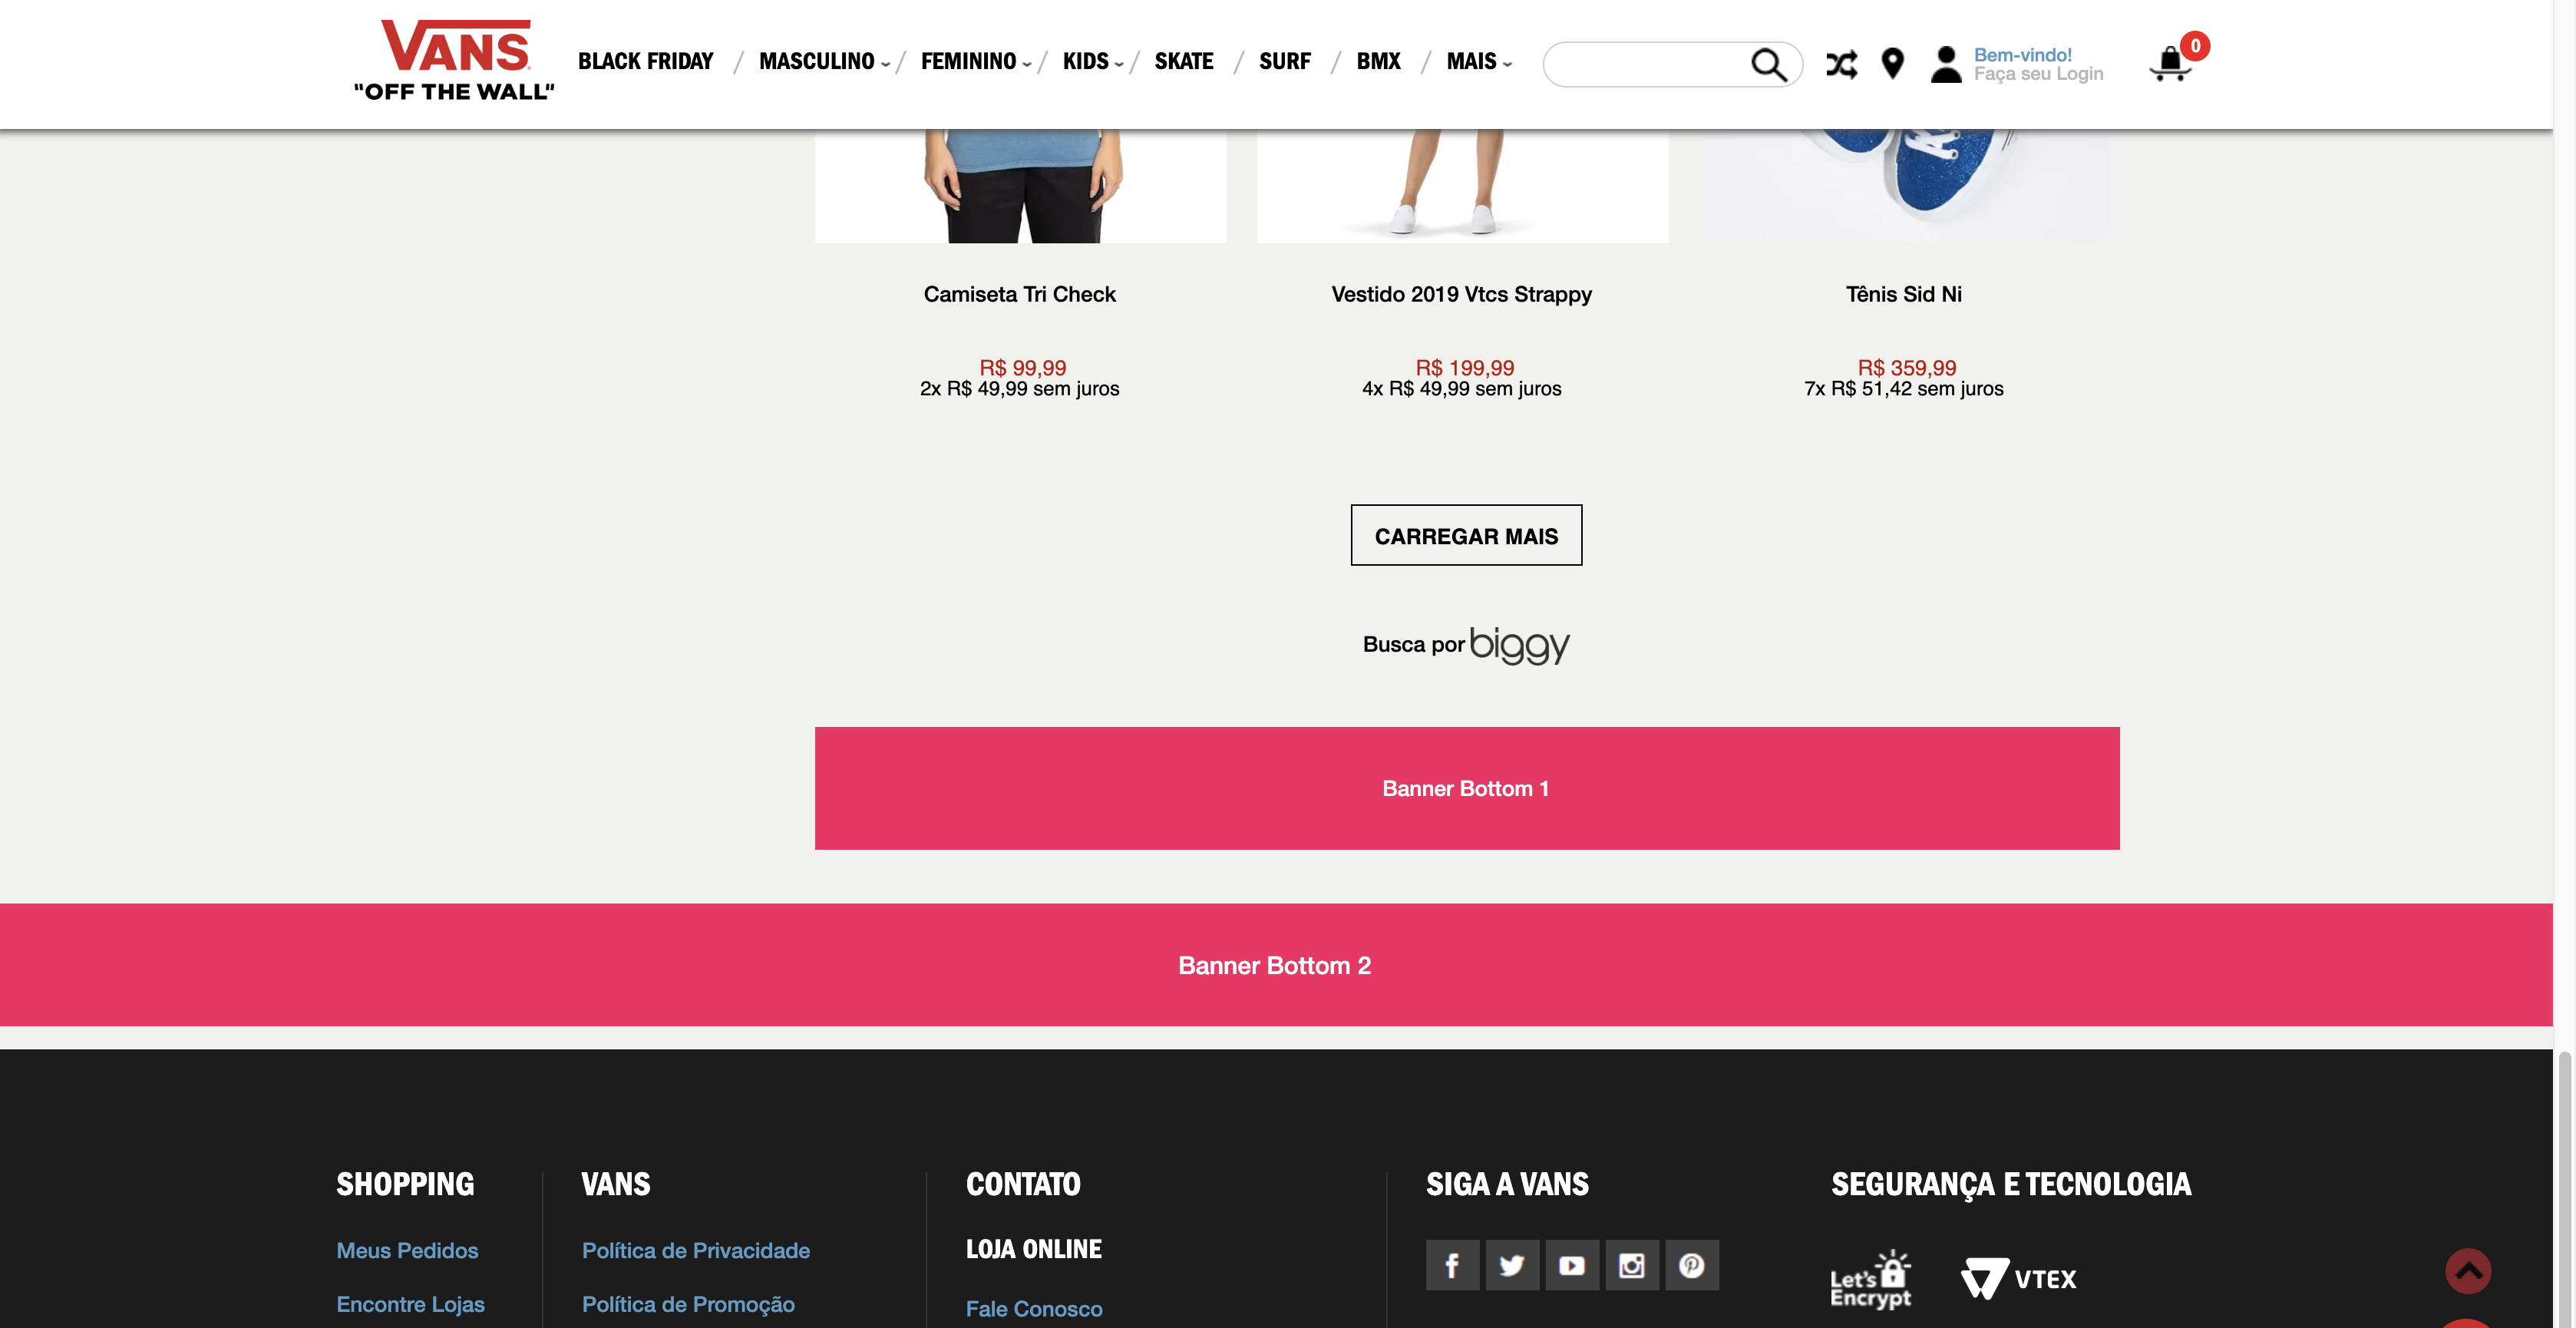 VANS
"OFF THE WALL"
BLACK FRIDAY / MASCULINO / FEMININO / KIDS / SKATE / SURF / BMX / MAIS
Bem-vindo!
Faça seu Login
0
Camiseta Tri Check
R$ 99,99
2x R$ 49,99 sem juros
Vestido 2019 Vtcs Strappy
R$ 199,99
4x R$ 49,99 sem juros
Tênis Sid Ni
R$ 359,99
7x R$ 51,42 sem juros
CARREGAR MAIS
Busca por biggy
Banner Bottom 1
Banner Bottom 2
SHOPPING
Meus Pedidos
Encontre Lojas
VANS
Política de Privacidade
Política de Promoção
CONTATO
LOJA ONLINE
Fale Conosco
SIGA A VANS
SEGURANÇA E TECNOLOGIA
Let's
Encrypt
VTEX